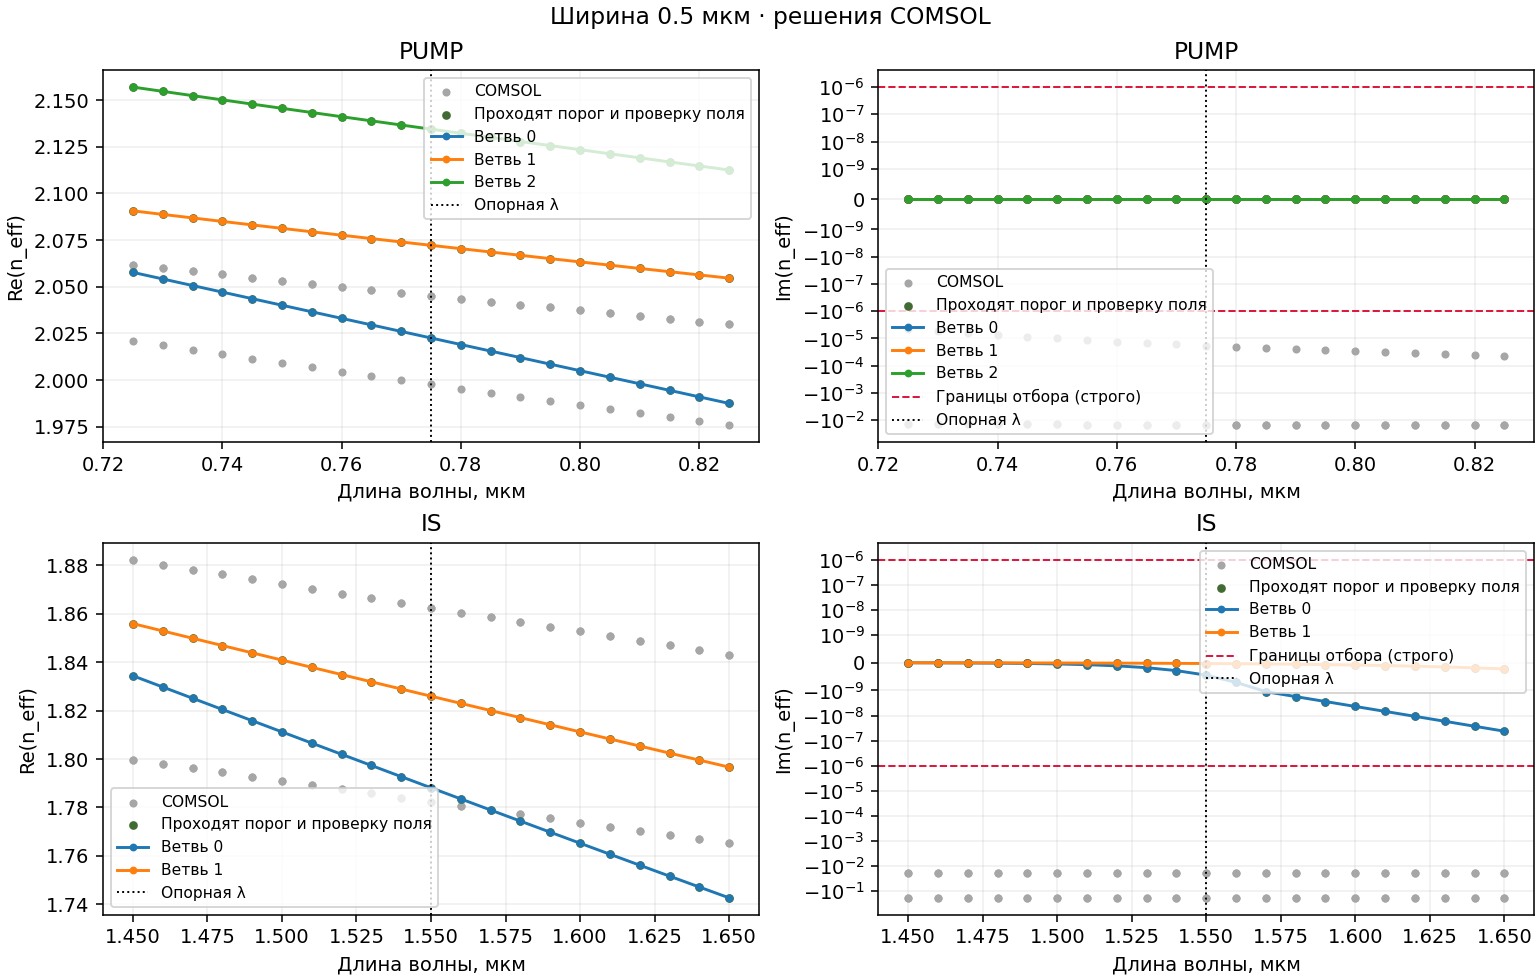 Ширина 0.5 мкм · решения COMSOL
PUMP
Re(n_eff)
2.150
2.125
2.100
2.075
2.050
2.025
2.000
1.975
COMSOL
Проходят порог и проверку поля
Ветвь 0
Ветвь 1
Ветвь 2
Опорная λ
0.72 0.74 0.76 0.78 0.80 0.82
Длина волны, мкм
PUMP
Im(n_eff)
10⁻⁶
10⁻⁷
10⁻⁸
10⁻⁹
0
−10⁻⁹
−10⁻⁸
−10⁻⁷
−10⁻⁶
−10⁻⁵
−10⁻⁴
−10⁻³
−10⁻²
COMSOL
Проходят порог и проверку поля
Ветвь 0
Ветвь 1
Ветвь 2
Границы отбора (строго)
Опорная λ
0.72 0.74 0.76 0.78 0.80 0.82
Длина волны, мкм
IS
Re(n_eff)
1.88
1.86
1.84
1.82
1.80
1.78
1.76
1.74
COMSOL
Проходят порог и проверку поля
Ветвь 0
Ветвь 1
Опорная λ
1.450 1.475 1.500 1.525 1.550 1.575 1.600 1.625 1.650
Длина волны, мкм
IS
Im(n_eff)
10⁻⁶
10⁻⁷
10⁻⁸
10⁻⁹
0
−10⁻⁹
−10⁻⁸
−10⁻⁷
−10⁻⁶
−10⁻⁵
−10⁻⁴
−10⁻³
−10⁻²
−10⁻¹
COMSOL
Проходят порог и проверку поля
Ветвь 0
Ветвь 1
Границы отбора (строго)
Опорная λ
1.450 1.475 1.500 1.525 1.550 1.575 1.600 1.625 1.650
Длина волны, мкм